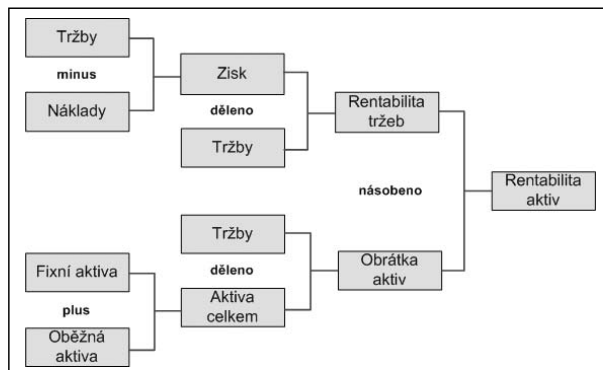 Tržby
minus
Náklady
Zisk
děleno
Tržby
Rentabilita
tržeb
násobeno
Rentabilita
aktiv
Fixní aktiva
plus
Oběžná
aktiva
Tržby
děleno
Aktiva
celkem
Obrátka
aktiv